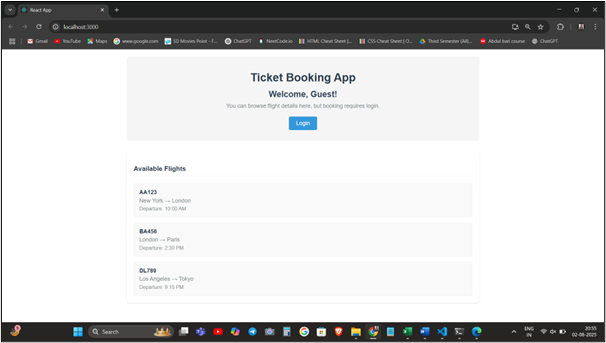 React App
localhost:3000
Gmail
YouTube
Maps
www.google.com
SD Movies Point - F...
ChatGPT
NeetCode.io
HTML Cheat Sheet |...
CSS Cheat Sheet | O...
Third Semester [AB...
Abdul bari course
ChatGPT
Ticket Booking App
Welcome, Guest!
You can browse flight details here, but booking requires login.
Login
Available Flights
AA123
New York → London
Departure: 10:00 AM
BA456
London → Paris
Departure: 2:30 PM
DL789
Los Angeles → Tokyo
Departure: 9:15 PM
Search
ENG
IN
20:55
02-08-2025